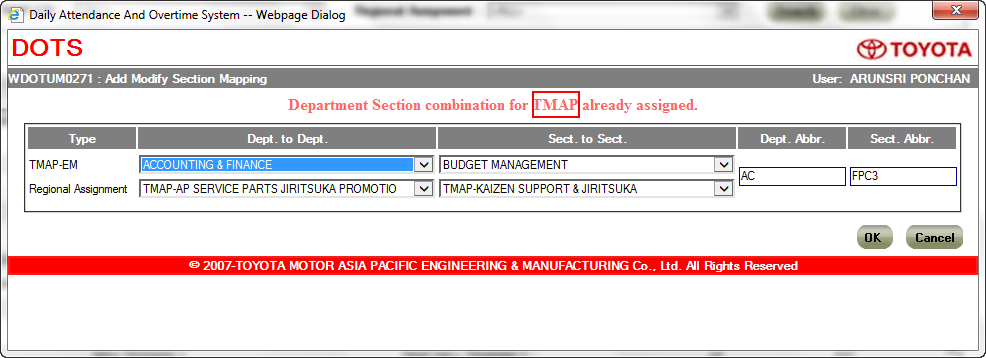 Daily Attendance And Overtime System -- Webpage Dialog
DOTS
TOYOTA
WDOTUM0271 : Add Modify Section Mapping
User: ARUNSRI PONCHAN
Department Section combination for TMAP already assigned.
Type Dept. to Dept. Sect. to Sect. Dept. Abbr. Sect. Abbr.
TMAP-EM ACCOUNTING & FINANCE BUDGET MANAGEMENT
AC FPC3
Regional Assignment TMAP-AP SERVICE PARTS JIRITSUKA PROMOTIO TMAP-KAIZEN SUPPORT & JIRITSUKA
OK Cancel
© 2007-TOYOTA MOTOR ASIA PACIFIC ENGINEERING & MANUFACTURING Co., Ltd. All Rights Reserved